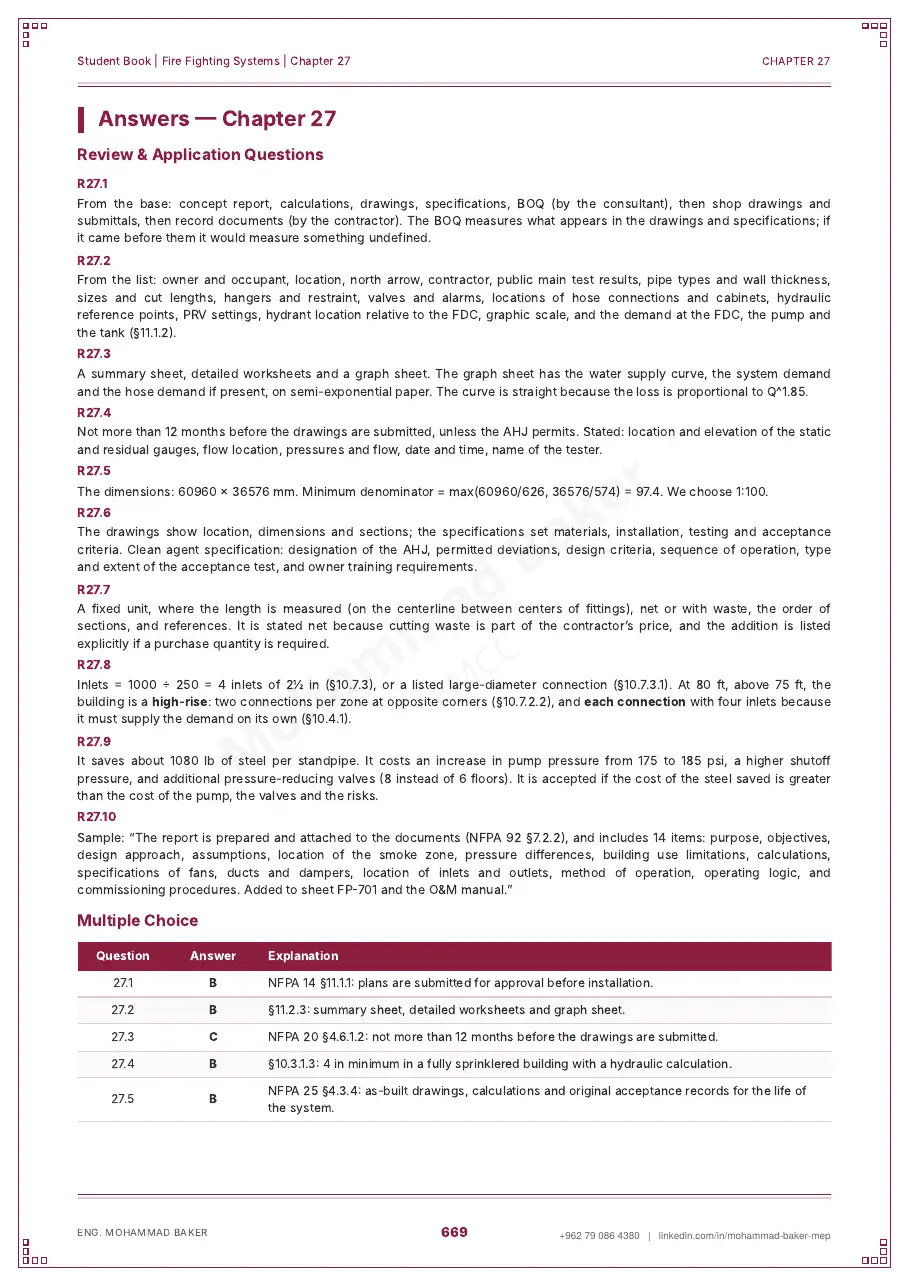 Student Book | Fire Fighting Systems | Chapter 27
CHAPTER 27
Answers — Chapter 27
Review & Application Questions
R27.1
From the base: concept report, calculations, drawings, specifications, BOQ (by the consultant), then shop drawings and
submittals, then record documents (by the contractor). The BOQ measures what appears in the drawings and specifications; if
it came before them it would measure something undefined.
R27.2
From the list: owner and occupant, location, north arrow, contractor, public main test results, pipe types and wall thickness,
sizes and cut lengths, hangers and restraint, valves and alarms, locations of hose connections and cabinets, hydraulic
reference points, PRV settings, hydrant location relative to the FDC, graphic scale, and the demand at the FDC, the pump and
the tank (§11.1.2).
R27.3
A summary sheet, detailed worksheets and a graph sheet. The graph sheet has the water supply curve, the system demand
and the hose demand if present, on semi-exponential paper. The curve is straight because the loss is proportional to Q^1.85.
R27.4
Not more than 12 months before the drawings are submitted, unless the AHJ permits. Stated: location and elevation of the static
and residual gauges, flow location, pressures and flow, date and time, name of the tester.
R27.5
The dimensions: 60960 × 36576 mm. Minimum denominator = max(60960/626, 36576/574) = 97.4. We choose 1:100.
R27.6
The drawings show location, dimensions and sections; the specifications set materials, installation, testing and acceptance
criteria. Clean agent specification: designation of the AHJ, permitted deviations, design criteria, sequence of operation, type
and extent of the acceptance test, and owner training requirements.
R27.7
A fixed unit, where the length is measured (on the centerline between centers of fittings), net or with waste, the order of
sections, and references. It is stated net because cutting waste is part of the contractor’s price, and the addition is listed
explicitly if a purchase quantity is required.
R27.8
Inlets = 1000 ÷ 250 = 4 inlets of 2½ in (§10.7.3), or a listed large-diameter connection (§10.7.3.1). At 80 ft, above 75 ft, the
building is a high-rise: two connections per zone at opposite corners (§10.7.2.2), and each connection with four inlets because
it must supply the demand on its own (§10.4.1).
R27.9
It saves about 1080 lb of steel per standpipe. It costs an increase in pump pressure from 175 to 185 psi, a higher shutoff
pressure, and additional pressure-reducing valves (8 instead of 6 floors). It is accepted if the cost of the steel saved is greater
than the cost of the pump, the valves and the risks.
R27.10
Sample: “The report is prepared and attached to the documents (NFPA 92 §7.2.2), and includes 14 items: purpose, objectives,
design approach, assumptions, location of the smoke zone, pressure differences, building use limitations, calculations,
specifications of fans, ducts and dampers, location of inlets and outlets, method of operation, operating logic, and
commissioning procedures. Added to sheet FP-701 and the O&M manual.”
Multiple Choice
Question Answer Explanation
27.1 B NFPA 14 §11.1.1: plans are submitted for approval before installation.
27.2 B §11.2.3: summary sheet, detailed worksheets and graph sheet.
27.3 C NFPA 20 §4.6.1.2: not more than 12 months before the drawings are submitted.
27.4 B §10.3.1.3: 4 in minimum in a fully sprinklered building with a hydraulic calculation.
27.5 B NFPA 25 §4.3.4: as-built drawings, calculations and original acceptance records for the life of
the system.
Mohammad Baker
ENG. MOHAMMAD BAKER
669
+962 79 086 4380 | linkedin.com/in/mohammad-baker-mep